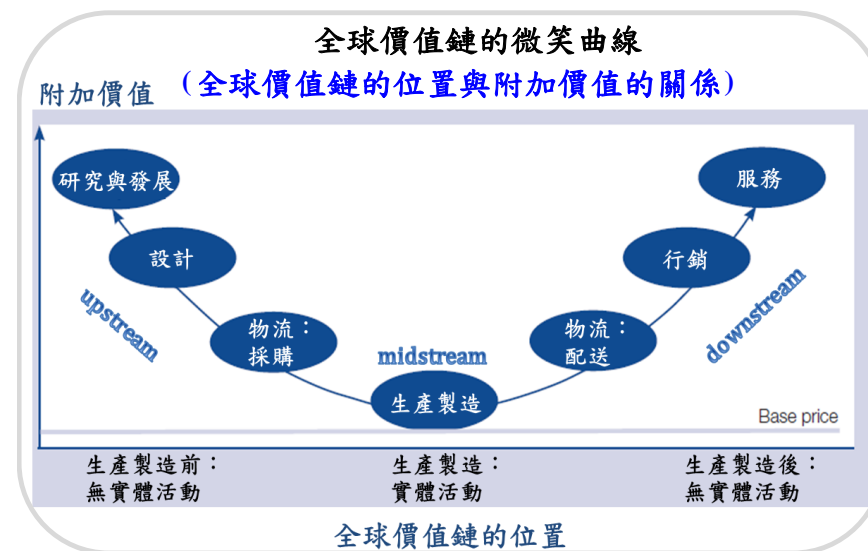 全球價值鏈的微笑曲線
(全球價值鏈的位置與附加價值的關係)
附加價值
研究與發展
服務
設計
行銷
upstream
downstream
物流：
採購
midstream
物流：
配送
生產製造
Base price
生產製造前：
無實體活動
生產製造：
實體活動
生產製造後：
無實體活動
全球價值鏈的位置